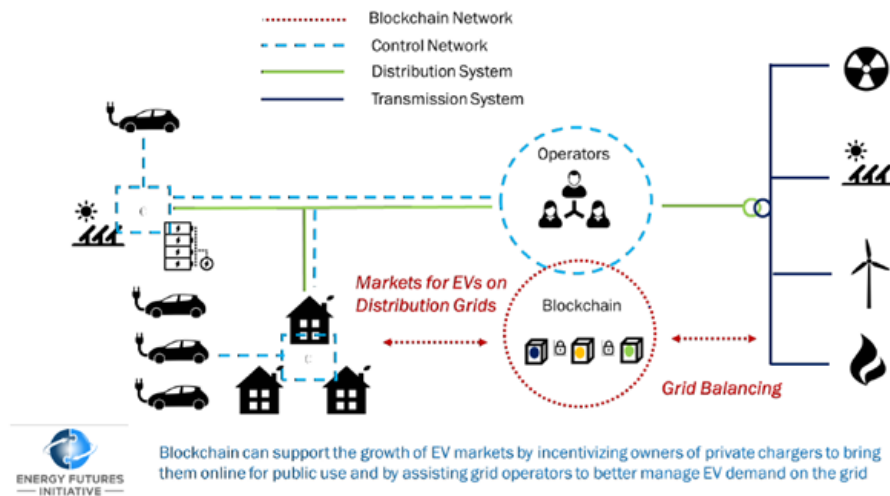 Blockchain Network
Control Network
Distribution System
Transmission System
Operators
Markets for EVs on
Distribution Grids
Blockchain
Grid Balancing
ENERGY FUTURES
INITIATIVE
Blockchain can support the growth of EV markets by incentivizing owners of private chargers to bring
them online for public use and by assisting grid operators to better manage EV demand on the grid